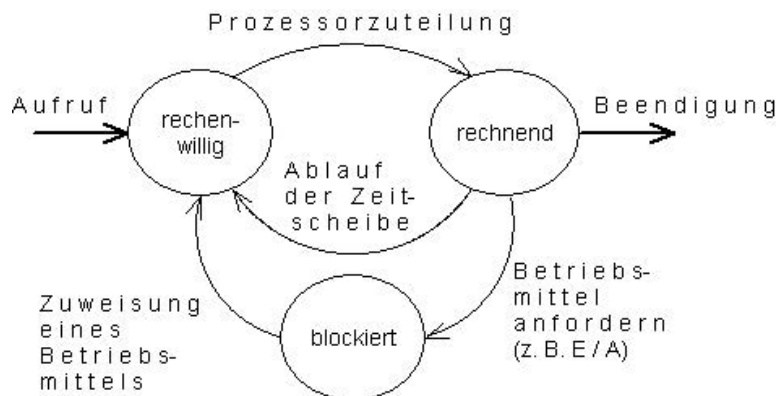 Prozessorzuteilung
Aufruf
rechen-
willig
rechnend
Beendigung
Ablauf
der Zeit-
scheibe
Zuweisung
eines
Betriebs-
mittels
blockiert
Betriebs-
mittel
anfordern
(z. B. E / A)